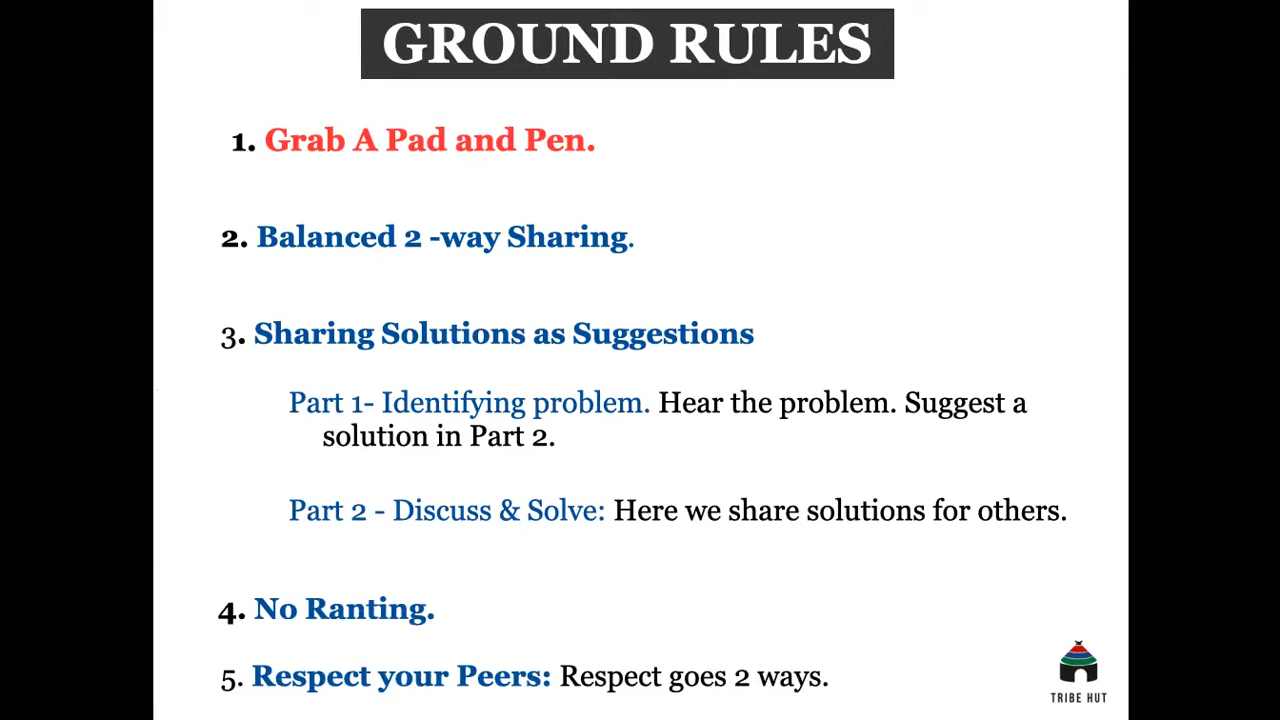 GROUND RULES
1. Grab A Pad and Pen.
2. Balanced 2 -way Sharing.
3. Sharing Solutions as Suggestions
Part 1- Identifying problem. Hear the problem. Suggest a
solution in Part 2.
Part 2 - Discuss & Solve: Here we share solutions for others.
4. No Ranting.
5. Respect your Peers: Respect goes 2 ways.
TRIBE HUT